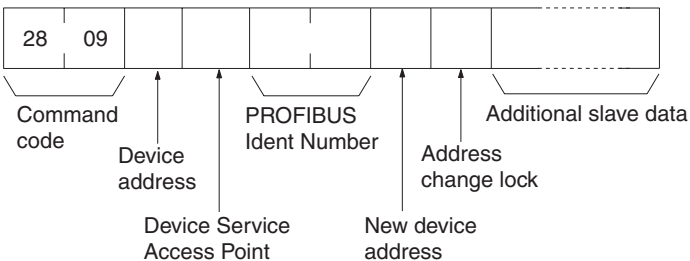 28 09
Command
code
Device
address
Device Service
Access Point
PROFIBUS
Ident Number
New device
address
Address
change lock
Additional slave data